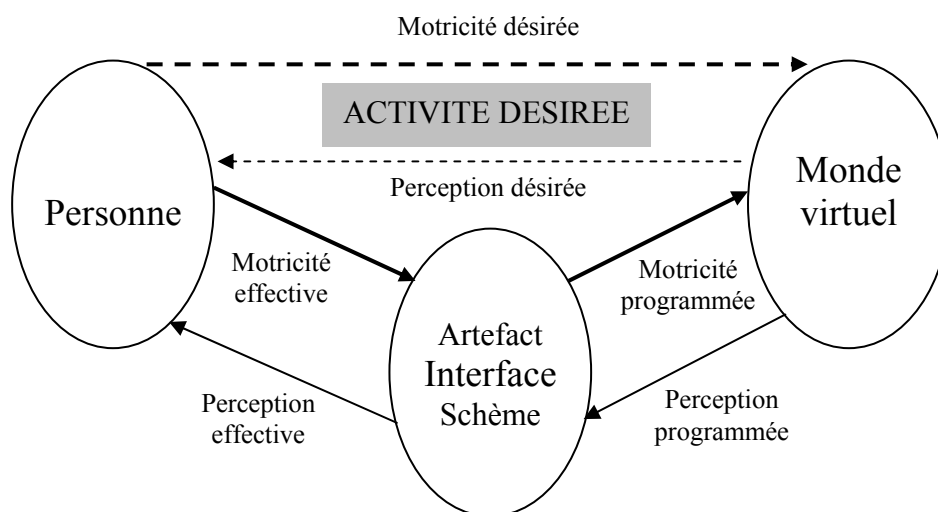 Motricité désirée
ACTIVITE DESIREE
Perception désirée
Personne
Monde
virtuel
Motricité
effective
Motricité
programmée
Artefact
Interface
Schème
Perception
effective
Perception
programmée